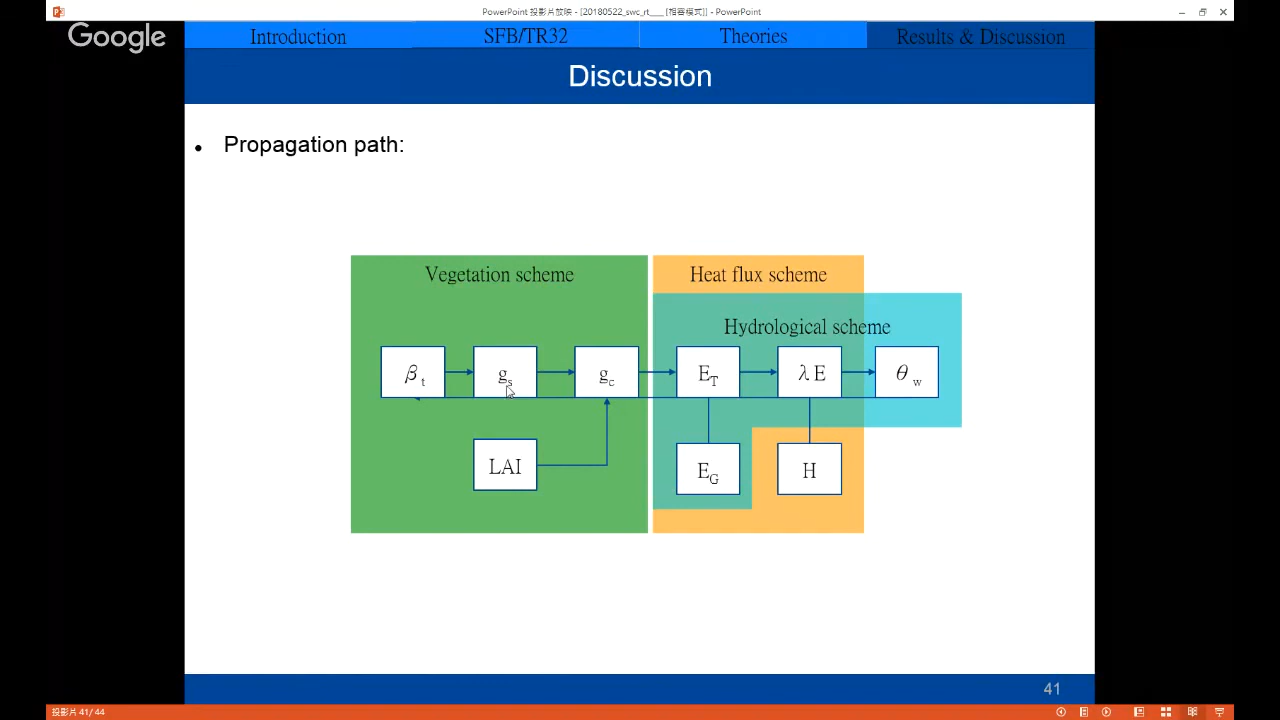 PowerPoint 投影片放映 - [20180522_swc_rt___ [相容模式]] - PowerPoint
Google
Introduction
SFB/TR32
Theories
Results & Discussion
Discussion
• Propagation path:
Vegetation scheme
Heat flux scheme
Hydrological scheme
βt
gs
gc
ET
λE
θw
LAI
EG
H
41
投影片 41/44